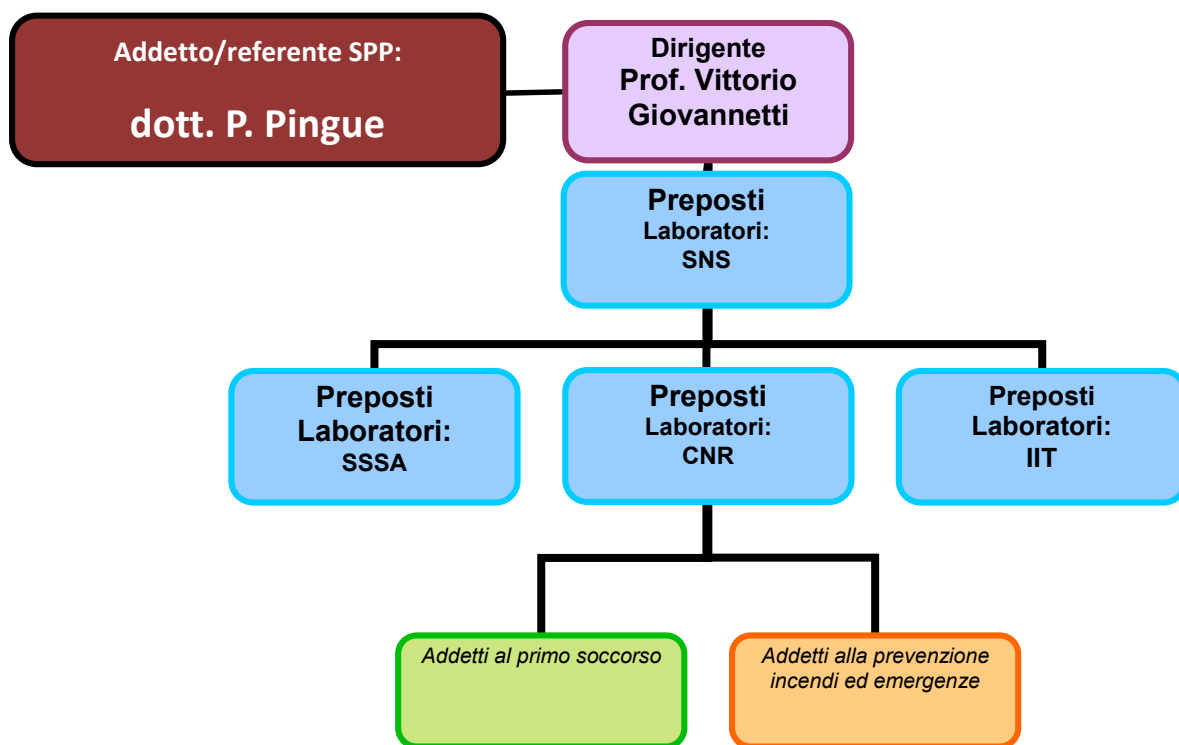 Addetto/referente SPP:
dott. P. Pingue
Dirigente
Prof. Vittorio
Giovannetti
Preposti
Laboratori:
SNS
Preposti
Laboratori:
SSSA
Preposti
Laboratori:
CNR
Preposti
Laboratori:
IIT
Addetti al primo soccorso
Addetti alla prevenzione
incendi ed emergenze